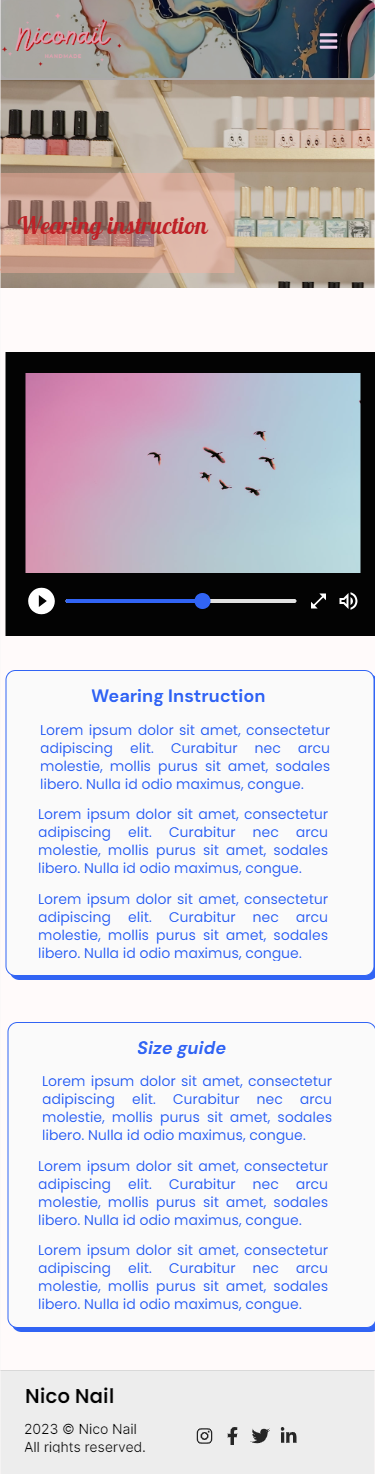 Niconail
Wearing instruction
Wearing Instruction
Lorem ipsum dolor sit amet, consectetur
adipiscing elit. Curabitur nec arcu
molestie, mollis purus sit amet, sodales
libero. Nulla id odio maximus, congue.
Lorem ipsum dolor sit amet, consectetur
adipiscing elit. Curabitur nec arcu
molestie, mollis purus sit amet, sodales
libero. Nulla id odio maximus, congue.
Lorem ipsum dolor sit amet, consectetur
adipiscing elit. Curabitur nec arcu
molestie, mollis purus sit amet, sodales
libero. Nulla id odio maximus, congue.
Size guide
Lorem ipsum dolor sit amet, consectetur
adipiscing elit. Curabitur nec arcu
molestie, mollis purus sit amet, sodales
libero. Nulla id odio maximus, congue.
Lorem ipsum dolor sit amet, consectetur
adipiscing elit. Curabitur nec arcu
molestie, mollis purus sit amet, sodales
libero. Nulla id odio maximus, congue.
Lorem ipsum dolor sit amet, consectetur
adipiscing elit. Curabitur nec arcu
molestie, mollis purus sit amet, sodales
libero. Nulla id odio maximus, congue.
Nico Nail
2023 © Nico Nail
All rights reserved.